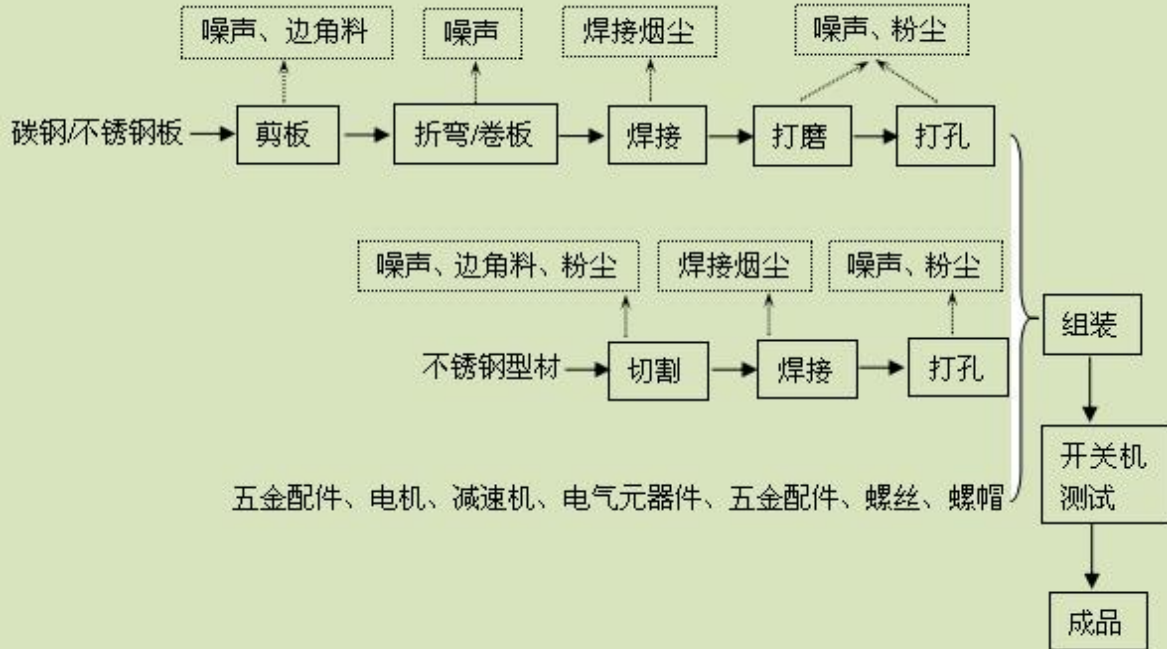 噪声、边角料
噪声
焊接烟尘
噪声、粉尘
碳钢/不锈钢板
剪板
折弯/卷板
焊接
打磨
打孔
噪声、边角料、粉尘
焊接烟尘
噪声、粉尘
不锈钢型材
切割
焊接
打孔
组装
五金配件、电机、减速机、电气元器件、五金配件、螺丝、螺帽
开关机
测试
成品